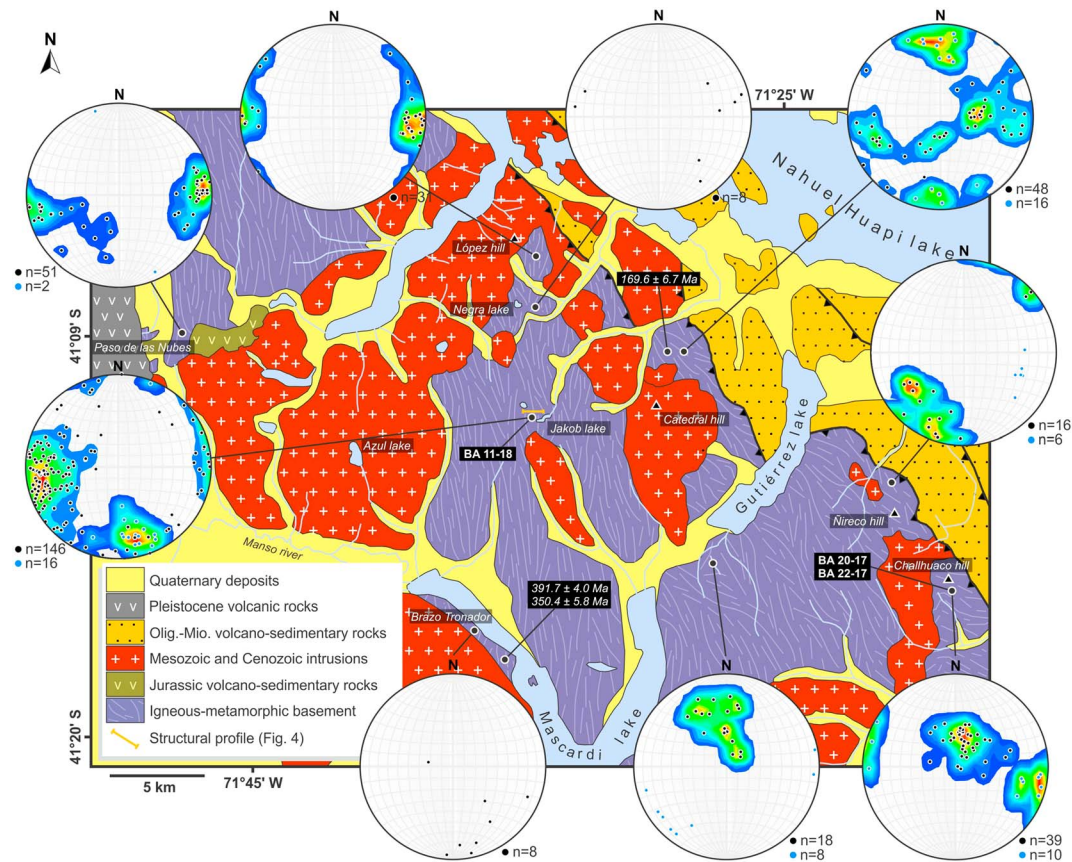 N
N
N
N
N
71°25' W
Nahuel Huapi lake
n=31
n=8
n=48
n=16
López hill
n=51
n=2
169.6 ± 6.7 Ma
N
Negra lake
41°09' S
Paso de las Nubes
N
Catedral hill
Jakob lake
Azul lake
BA 11-18
n=16
n=6
Gutiérrez lake
Ñireco hill
n=146
n=16
Manso river
BA 20-17
BA 22-17
Challhuaco hill
Quaternary deposits
Pleistocene volcanic rocks
Olig.-Mio. volcano-sedimentary rocks
Mesozoic and Cenozoic intrusions
Jurassic volcano-sedimentary rocks
Igneous-metamorphic basement
Structural profile (Fig. 4)
391.7 ± 4.0 Ma
350.4 ± 5.8 Ma
Brazo Tronador
N
N
N
Mascardi lake
41°20' S
5 km
71°45' W
n=8
n=18
n=8
n=39
n=10